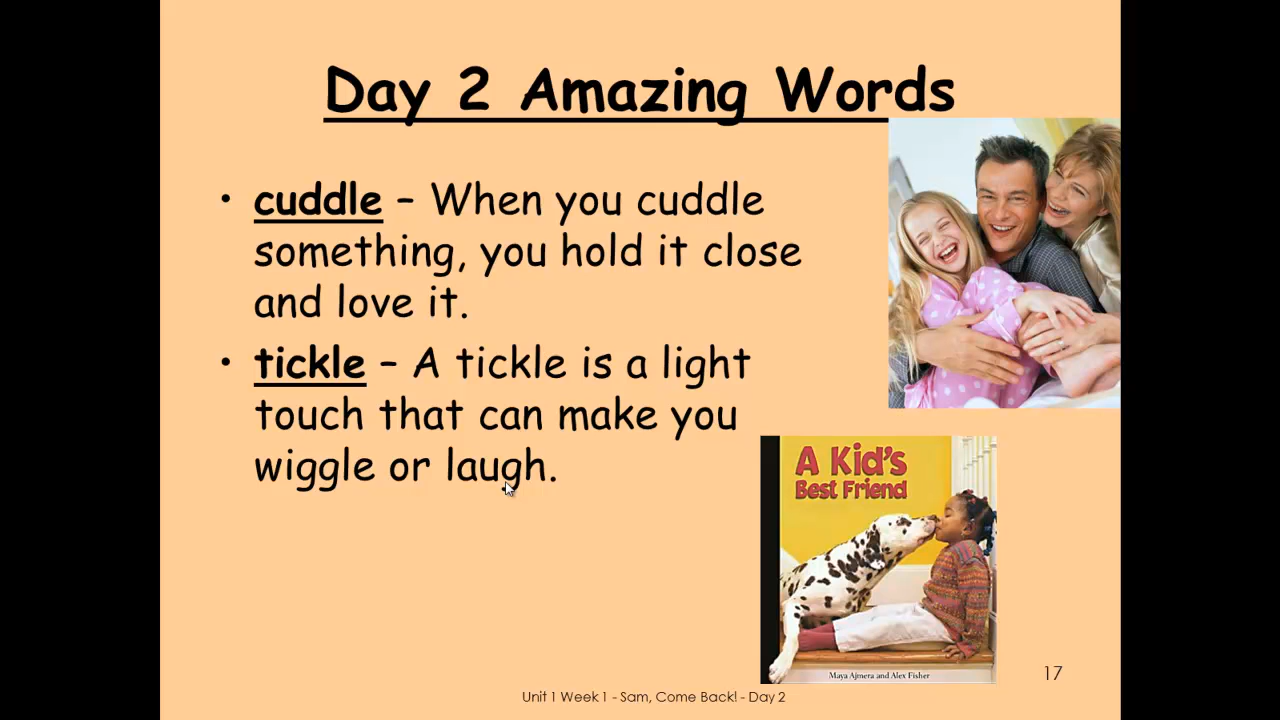 Day 2 Amazing Words
• cuddle – When you cuddle
something, you hold it close
and love it.
• tickle – A tickle is a light
touch that can make you
wiggle or laugh.
A Kid's
Best Friend
Maya Ajmera and Alex Fisher
17
Unit 1 Week 1 - Sam, Come Back! - Day 2